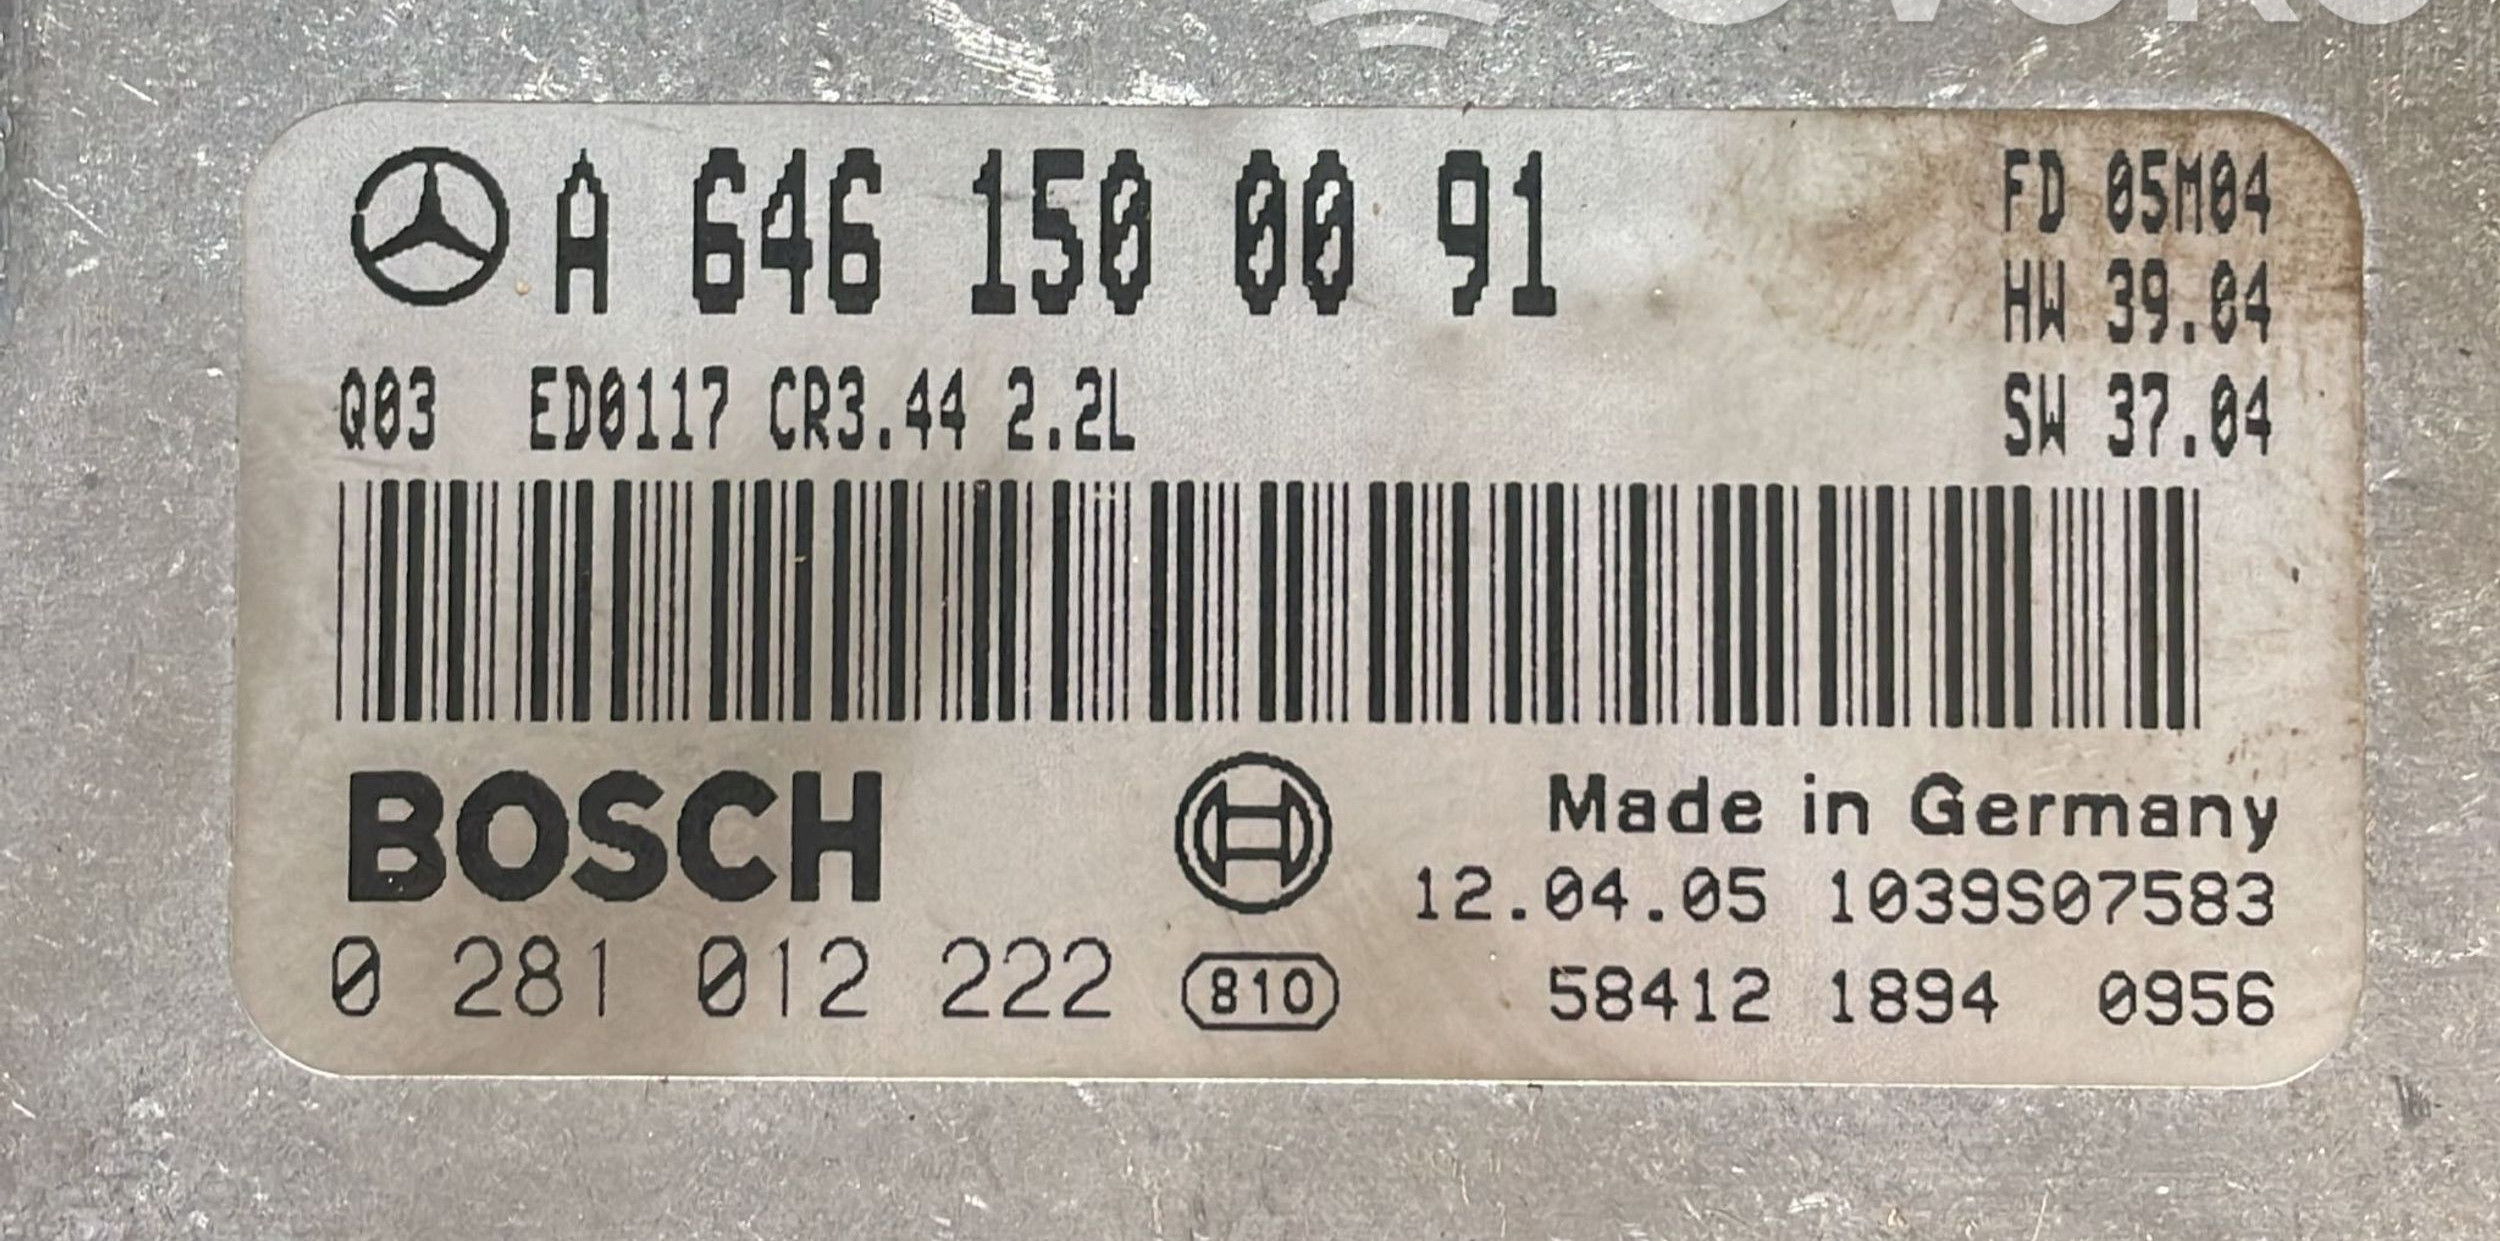 A 646 150 00 91
FD 05M04
HW 39.04
Q03 ED0117 CR3.44 2.2L
SW 37.04
BOSCH
Made in Germany
12.04.05 1039S07583
0 281 012 222
810
58412 1894 0956